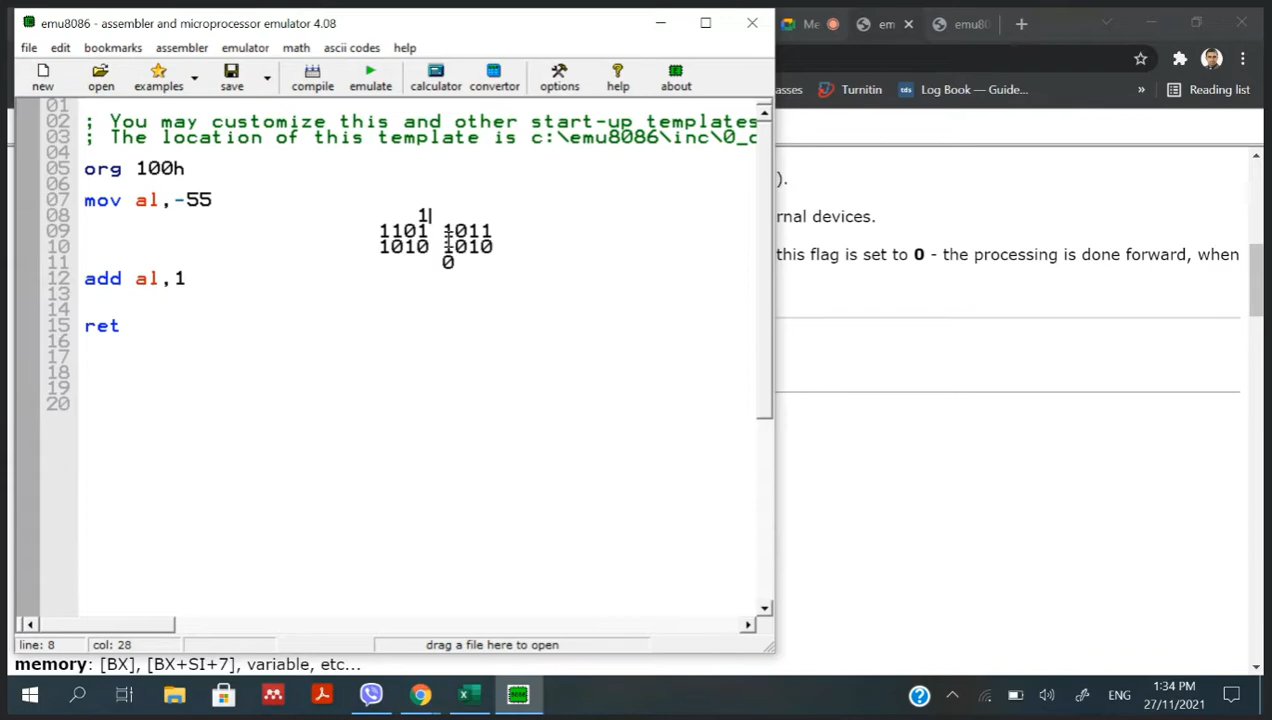 emu8086 - assembler and microprocessor emulator 4.08
Me
em
emu80
file edit bookmarks assembler emulator math ascii codes help
new open examples save compile emulate calculator convertor options help about
asses Turnitin Log Book — Guide... » Reading list
01
02 ; You may customize this and other start-up templates
03 ; The location of this template is c:\emu8086\inc\0_c
04
05 org 100h
06
07 mov al,-55
08 1
09 1101 1011
10 1010 1010
11 0
12 add al,1
13
14
15 ret
16
17
18
19
20
).
rnal devices.
this flag is set to 0 - the processing is done forward, when
line: 8 col: 28 drag a file here to open
memory: [BX], [BX+SI+7], variable, etc...
ENG
1:34 PM
27/11/2021